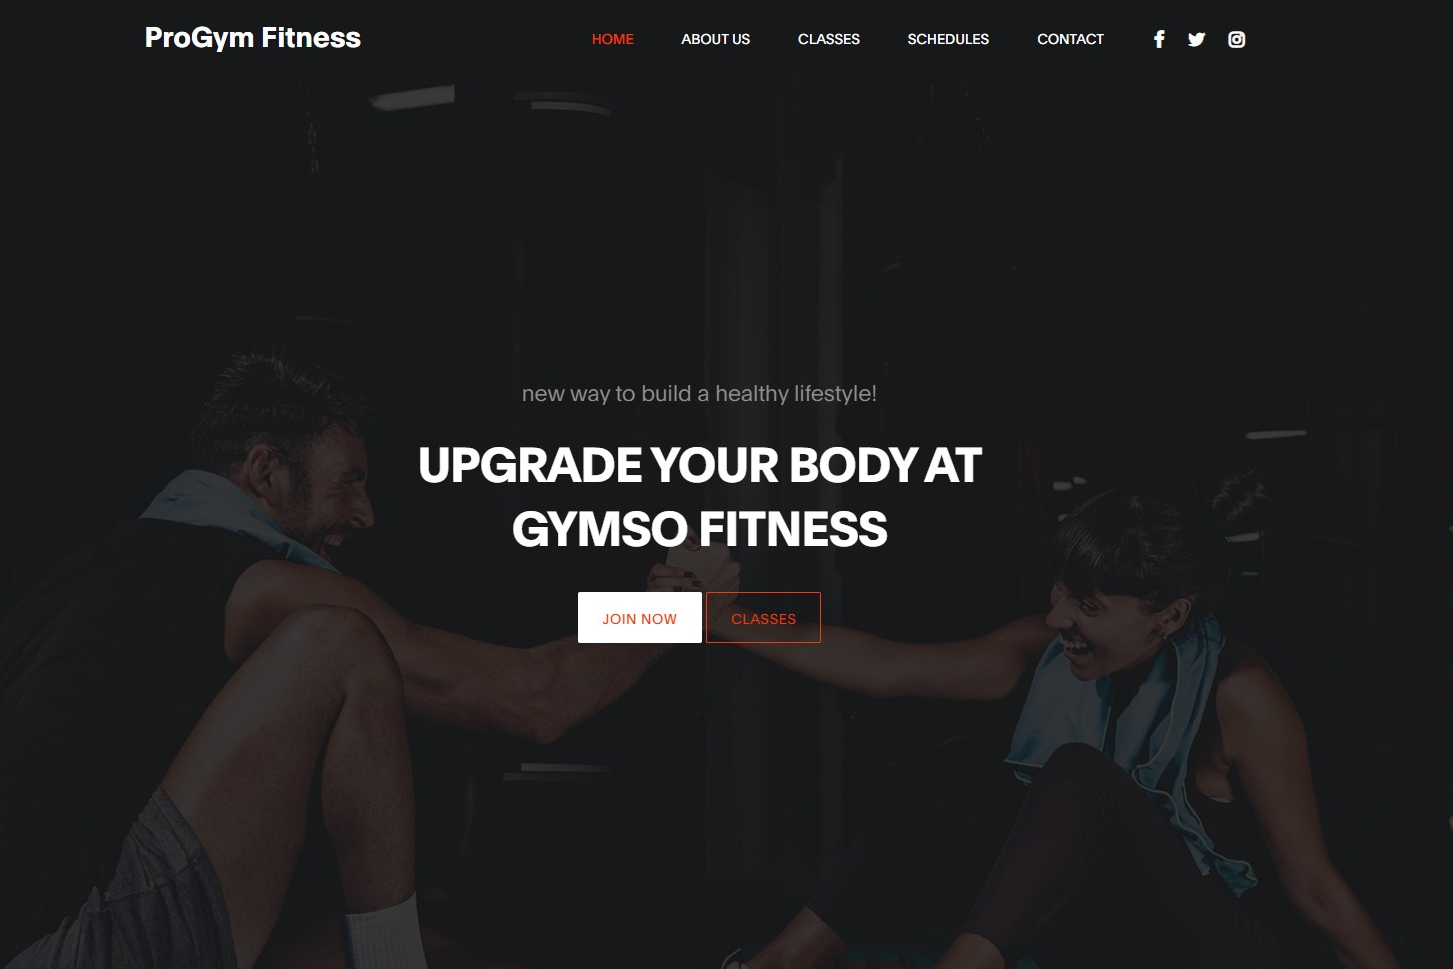 ProGym Fitness
HOME ABOUT US CLASSES SCHEDULES CONTACT
new way to build a healthy lifestyle!
UPGRADE YOUR BODY AT
GYMSO FITNESS
JOIN NOW CLASSES